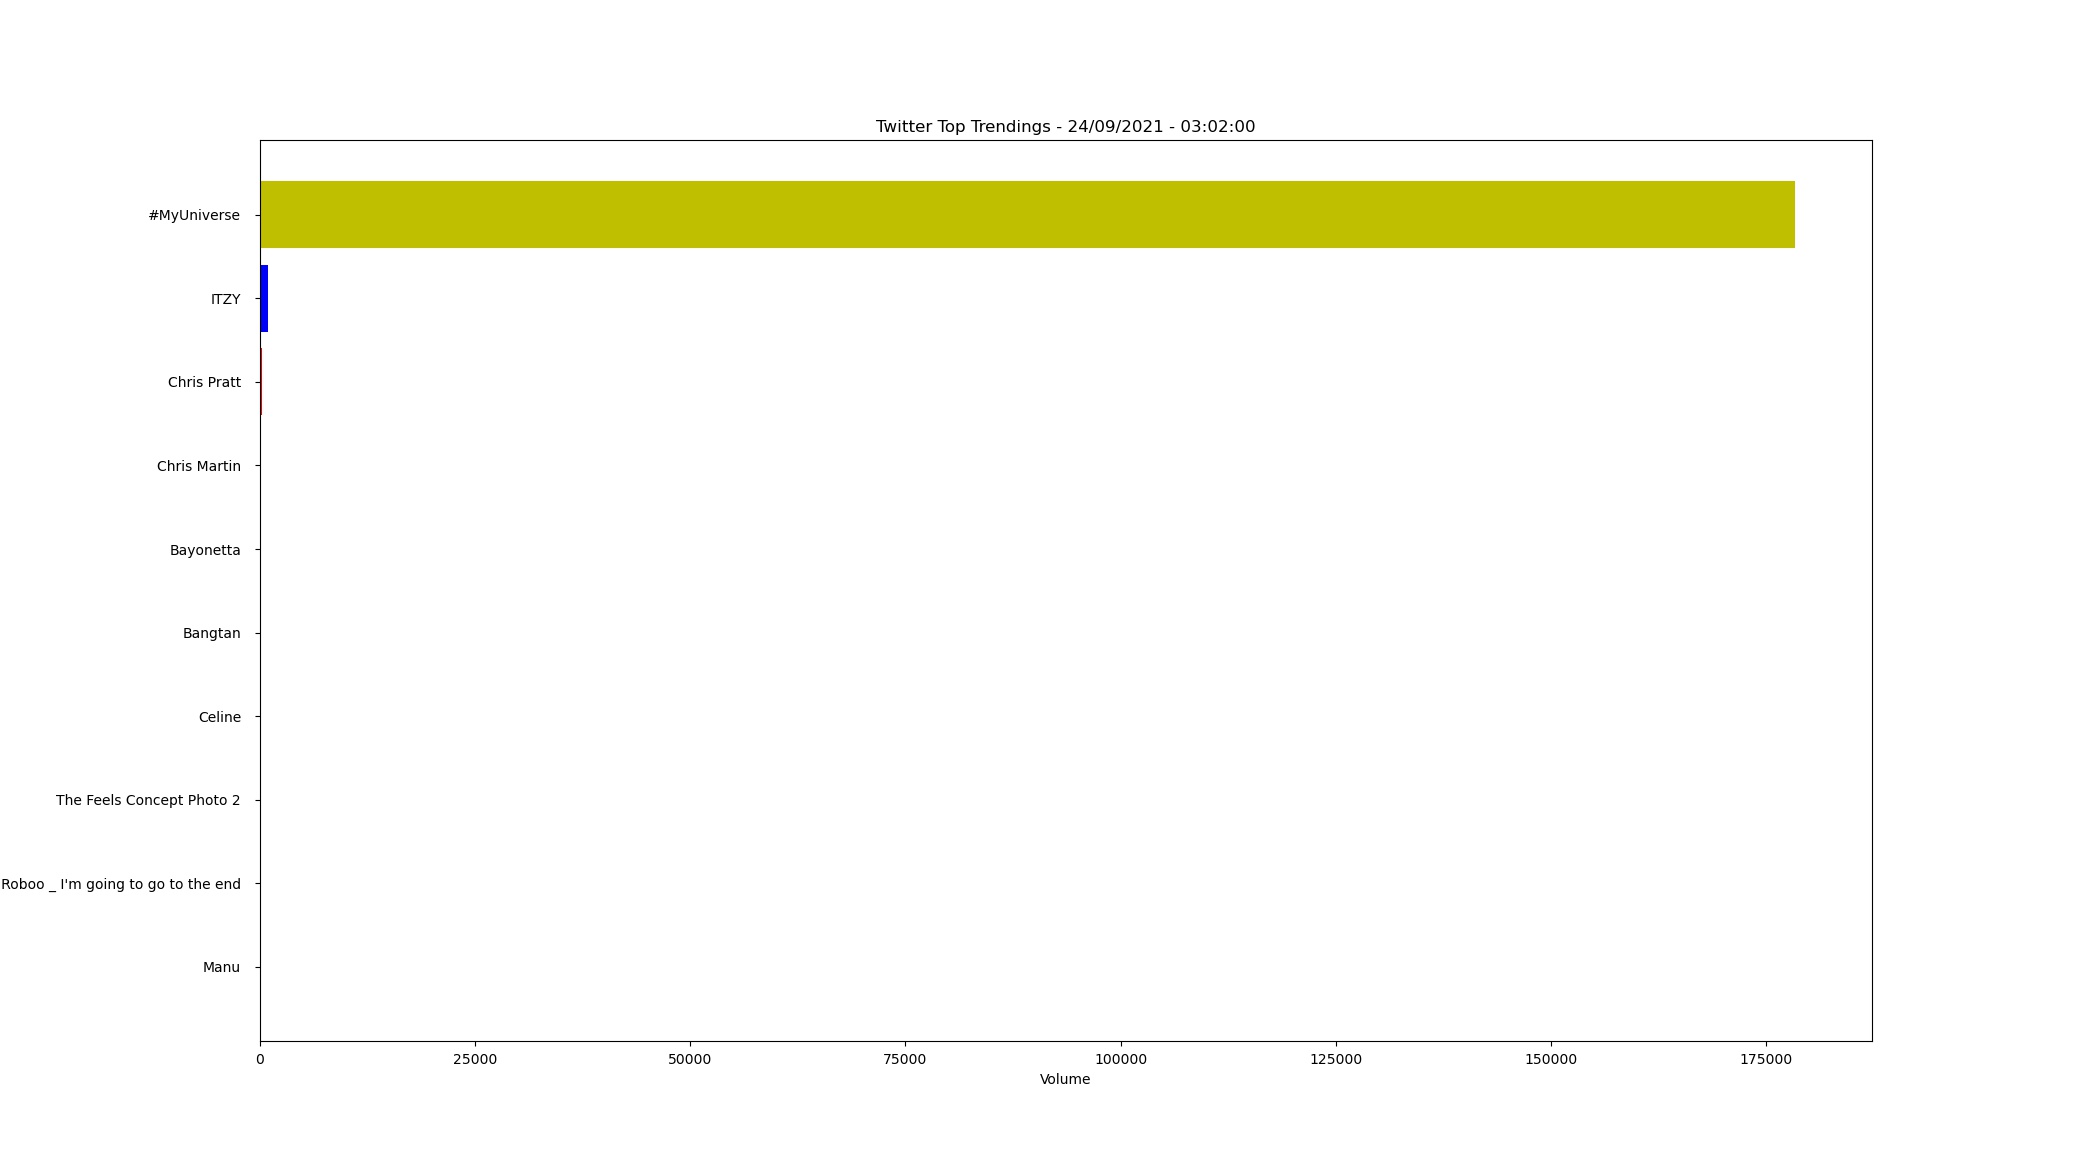 Twitter Top Trendings - 24/09/2021 - 03:02:00
#MyUniverse
ITZY
Chris Pratt
Chris Martin
Bayonetta
Bangtan
Celine
The Feels Concept Photo 2
Roboo _ I'm going to go to the end
Manu
0 25000 50000 75000 100000 125000 150000 175000
Volume